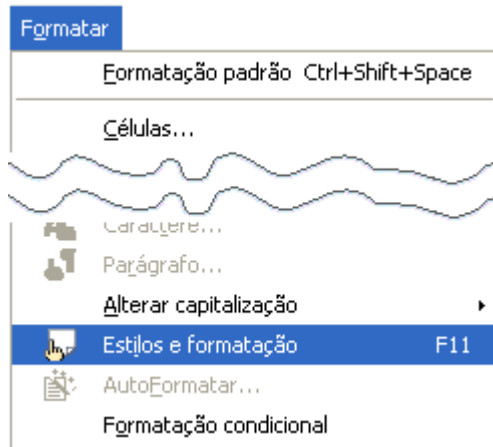 Formatar
Formatação padrão Ctrl+Shift+Space
Células...
Caractere...
Parágrafo...
Alterar capitalização
Estilos e formatação F11
AutoFormatar...
Formatação condicional